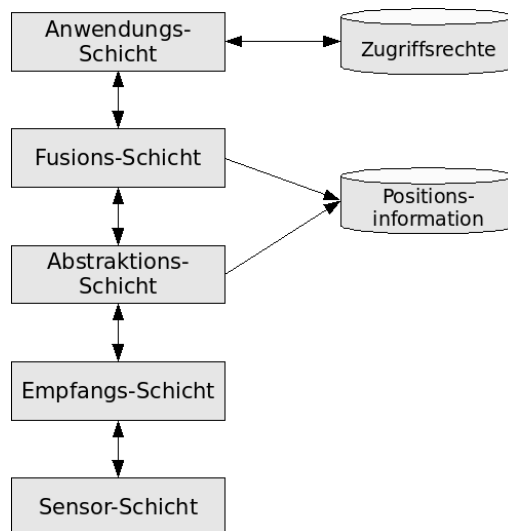 Anwendungs-
Schicht
Zugriffsrechte
Fusions-Schicht
Positions-
information
Abstraktions-
Schicht
Empfangs-Schicht
Sensor-Schicht